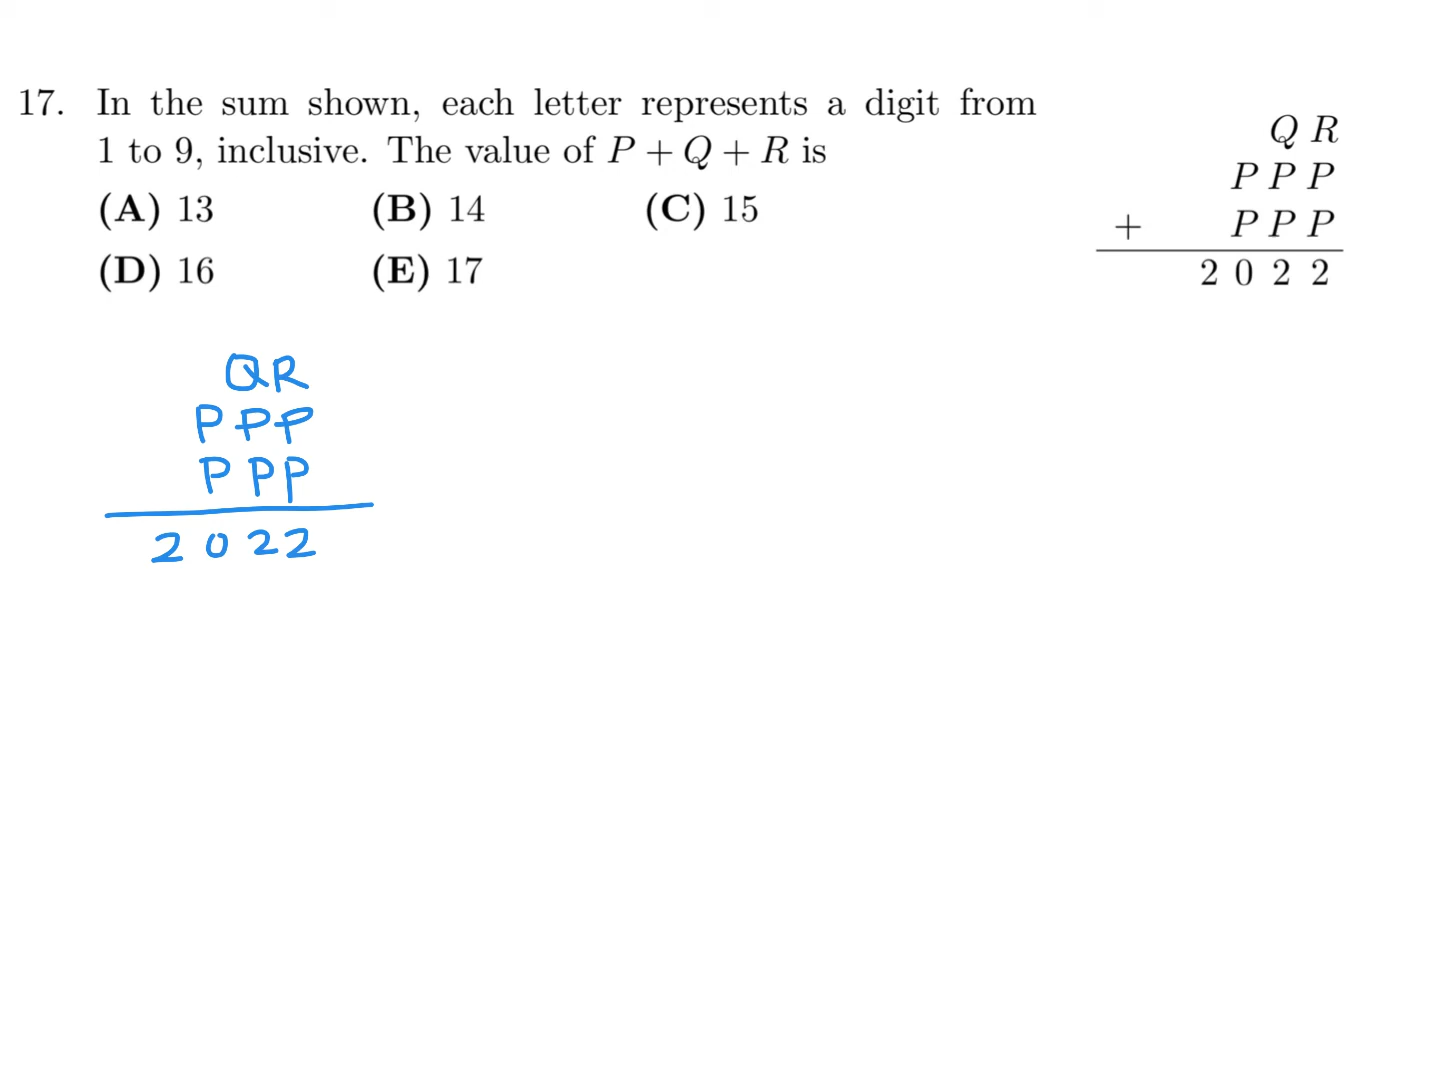 17. In the sum shown, each letter represents a digit from
1 to 9, inclusive. The value of P + Q + R is
(A) 13 (B) 14 (C) 15
(D) 16 (E) 17
Q R
P P P
+ P P P
2 0 2 2
QR
PPP
PPP
2022